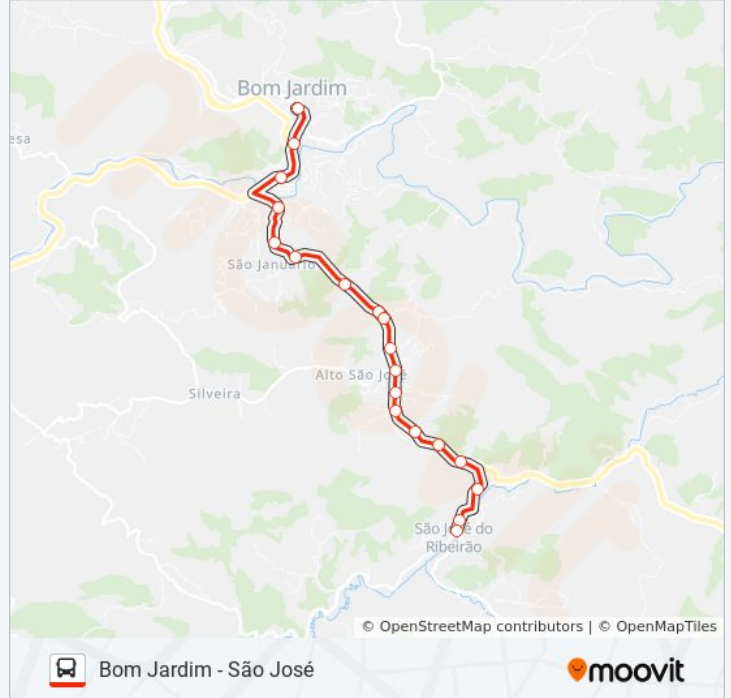 Bom Jardim
esa
São Januário
Alto São José
Silveira
São José do
Ribeirão
© OpenStreetMap contributors | © OpenMapTiles
Bom Jardim - São José
moovit